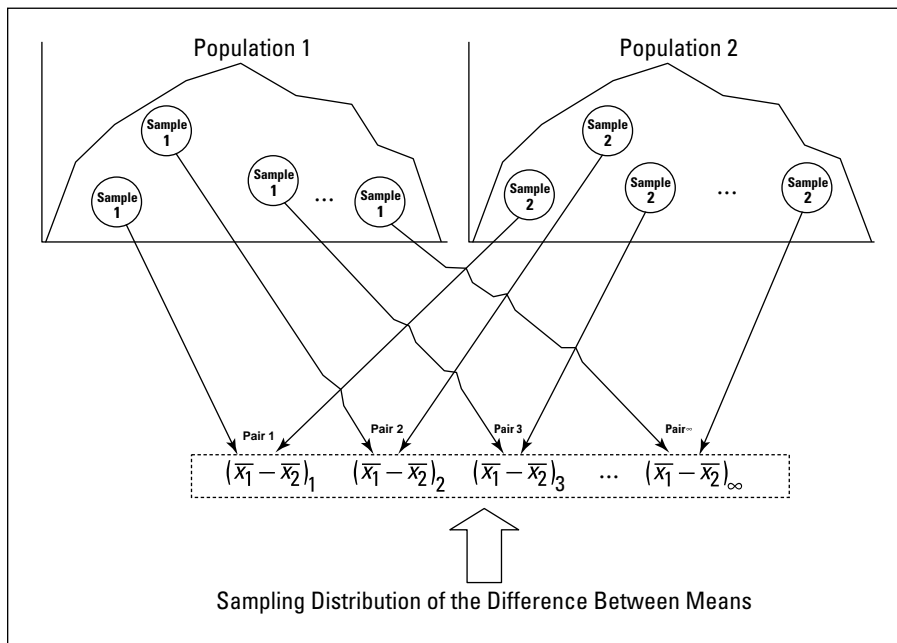 Population 1
Population 2
Sample
1
Sample
2
Sample
1
Sample
1
...
Sample
1
Sample
2
Sample
2
...
Sample
2
Pair 1
Pair 2
Pair 3
Pair∞
(x̅₁ − x̅₂)₁
(x̅₁ − x̅₂)₂
(x̅₁ − x̅₂)₃
...
(x̅₁ − x̅₂)∞
Sampling Distribution of the Difference Between Means